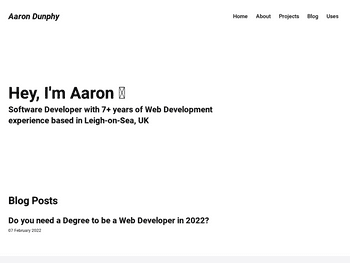 Aaron Dunphy
Home About Projects Blog Uses
Hey, I'm Aaron
Software Developer with 7+ years of Web Development
experience based in Leigh-on-Sea, UK
Blog Posts
Do you need a Degree to be a Web Developer in 2022?
07 February 2022